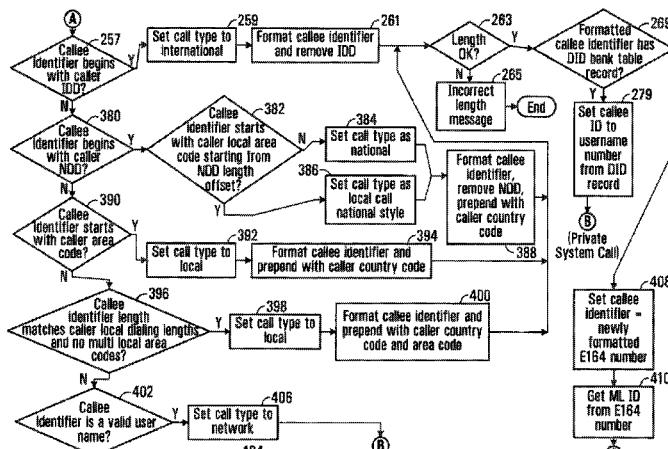 A
257
Callee
identifier begins
with caller
IDD?
Y
N
259
Set call type to
international
261
Format callee identifier
and remove IDD
263
Length
OK?
Y
N
265
Incorrect
length
message
End
269
Formatted
callee identifier has
DID bank table
record?
Y
279
Set callee
ID to
username
number
from DID
record
B
(Private
System Call)
380
Callee
identifier begins
with caller
NDD?
Y
N
382
Callee
identifier starts
with caller local area
code starting from
NDD length
offset?
N
Y
384
Set call type as
national
386
Set call type as
local call
national style
Format callee
identifier,
remove NDD,
prepend with
caller country
code
388
390
Callee
identifier starts
with caller area
code?
Y
N
392
Set call type to
local
394
Format callee identifier and
prepend with caller country code
396
Callee
identifier length
matches caller local dialing lengths
and no multi local area
codes?
Y
N
398
Set call type to
local
400
Format callee identifier and
prepend with caller country
code and area code
402
Callee
identifier is a valid user
name?
Y
406
Set call type to
network
B
408
Set callee
identifier =
newly
formatted
E164 number
410
Get ML ID
from E164
number